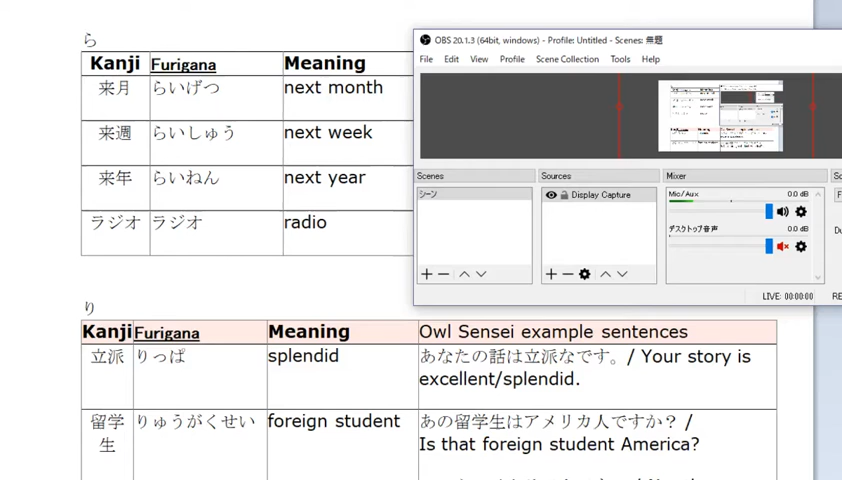 ら
Kanji Furigana Meaning
来月 らいげつ next month
来週 らいしゅう next week
来年 らいねん next year
ラジオ ラジオ radio
OBS 20.1.3 (64bit, windows) - Profile: Untitled - Scenes: 無題
File Edit View Profile Scene Collection Tools Help
Scenes Sources Mixer
シーン
Display Capture
Mic/Aux 0.0 dB
デスクトップ音声 0.0 dB
LIVE: 00:00:00
り
Kanji Furigana Meaning Owl Sensei example sentences
立派 りっぱ splendid あなたの話は立派なです。/ Your story is
excellent/splendid.
留学 りゅうがくせい foreign student あの留学生はアメリカ人ですか？ /
生 Is that foreign student America?